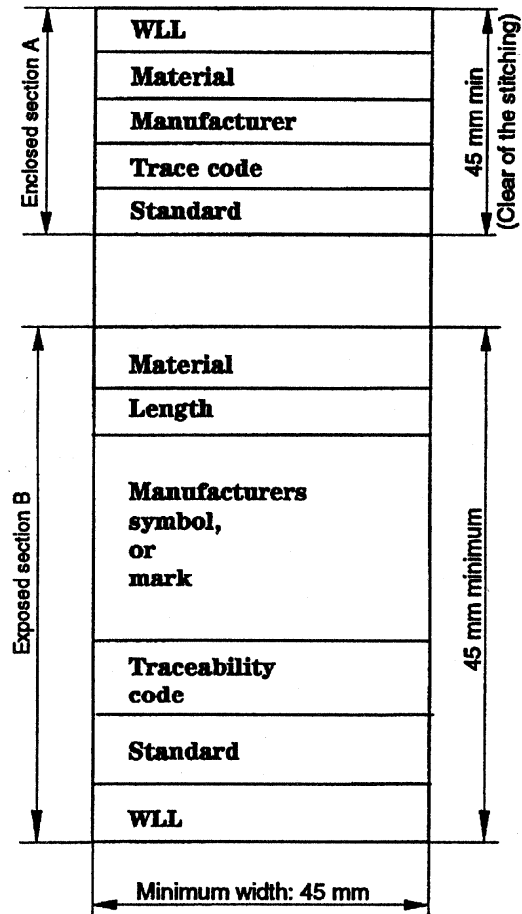 WLL
Material
Manufacturer
Trace code
Standard
Enclosed section A
45 mm min
(Clear of the stitching)
Material
Length
Manufacturers
symbol,
or
mark
Traceability
code
Standard
WLL
Exposed section B
45 mm minimum
Minimum width: 45 mm